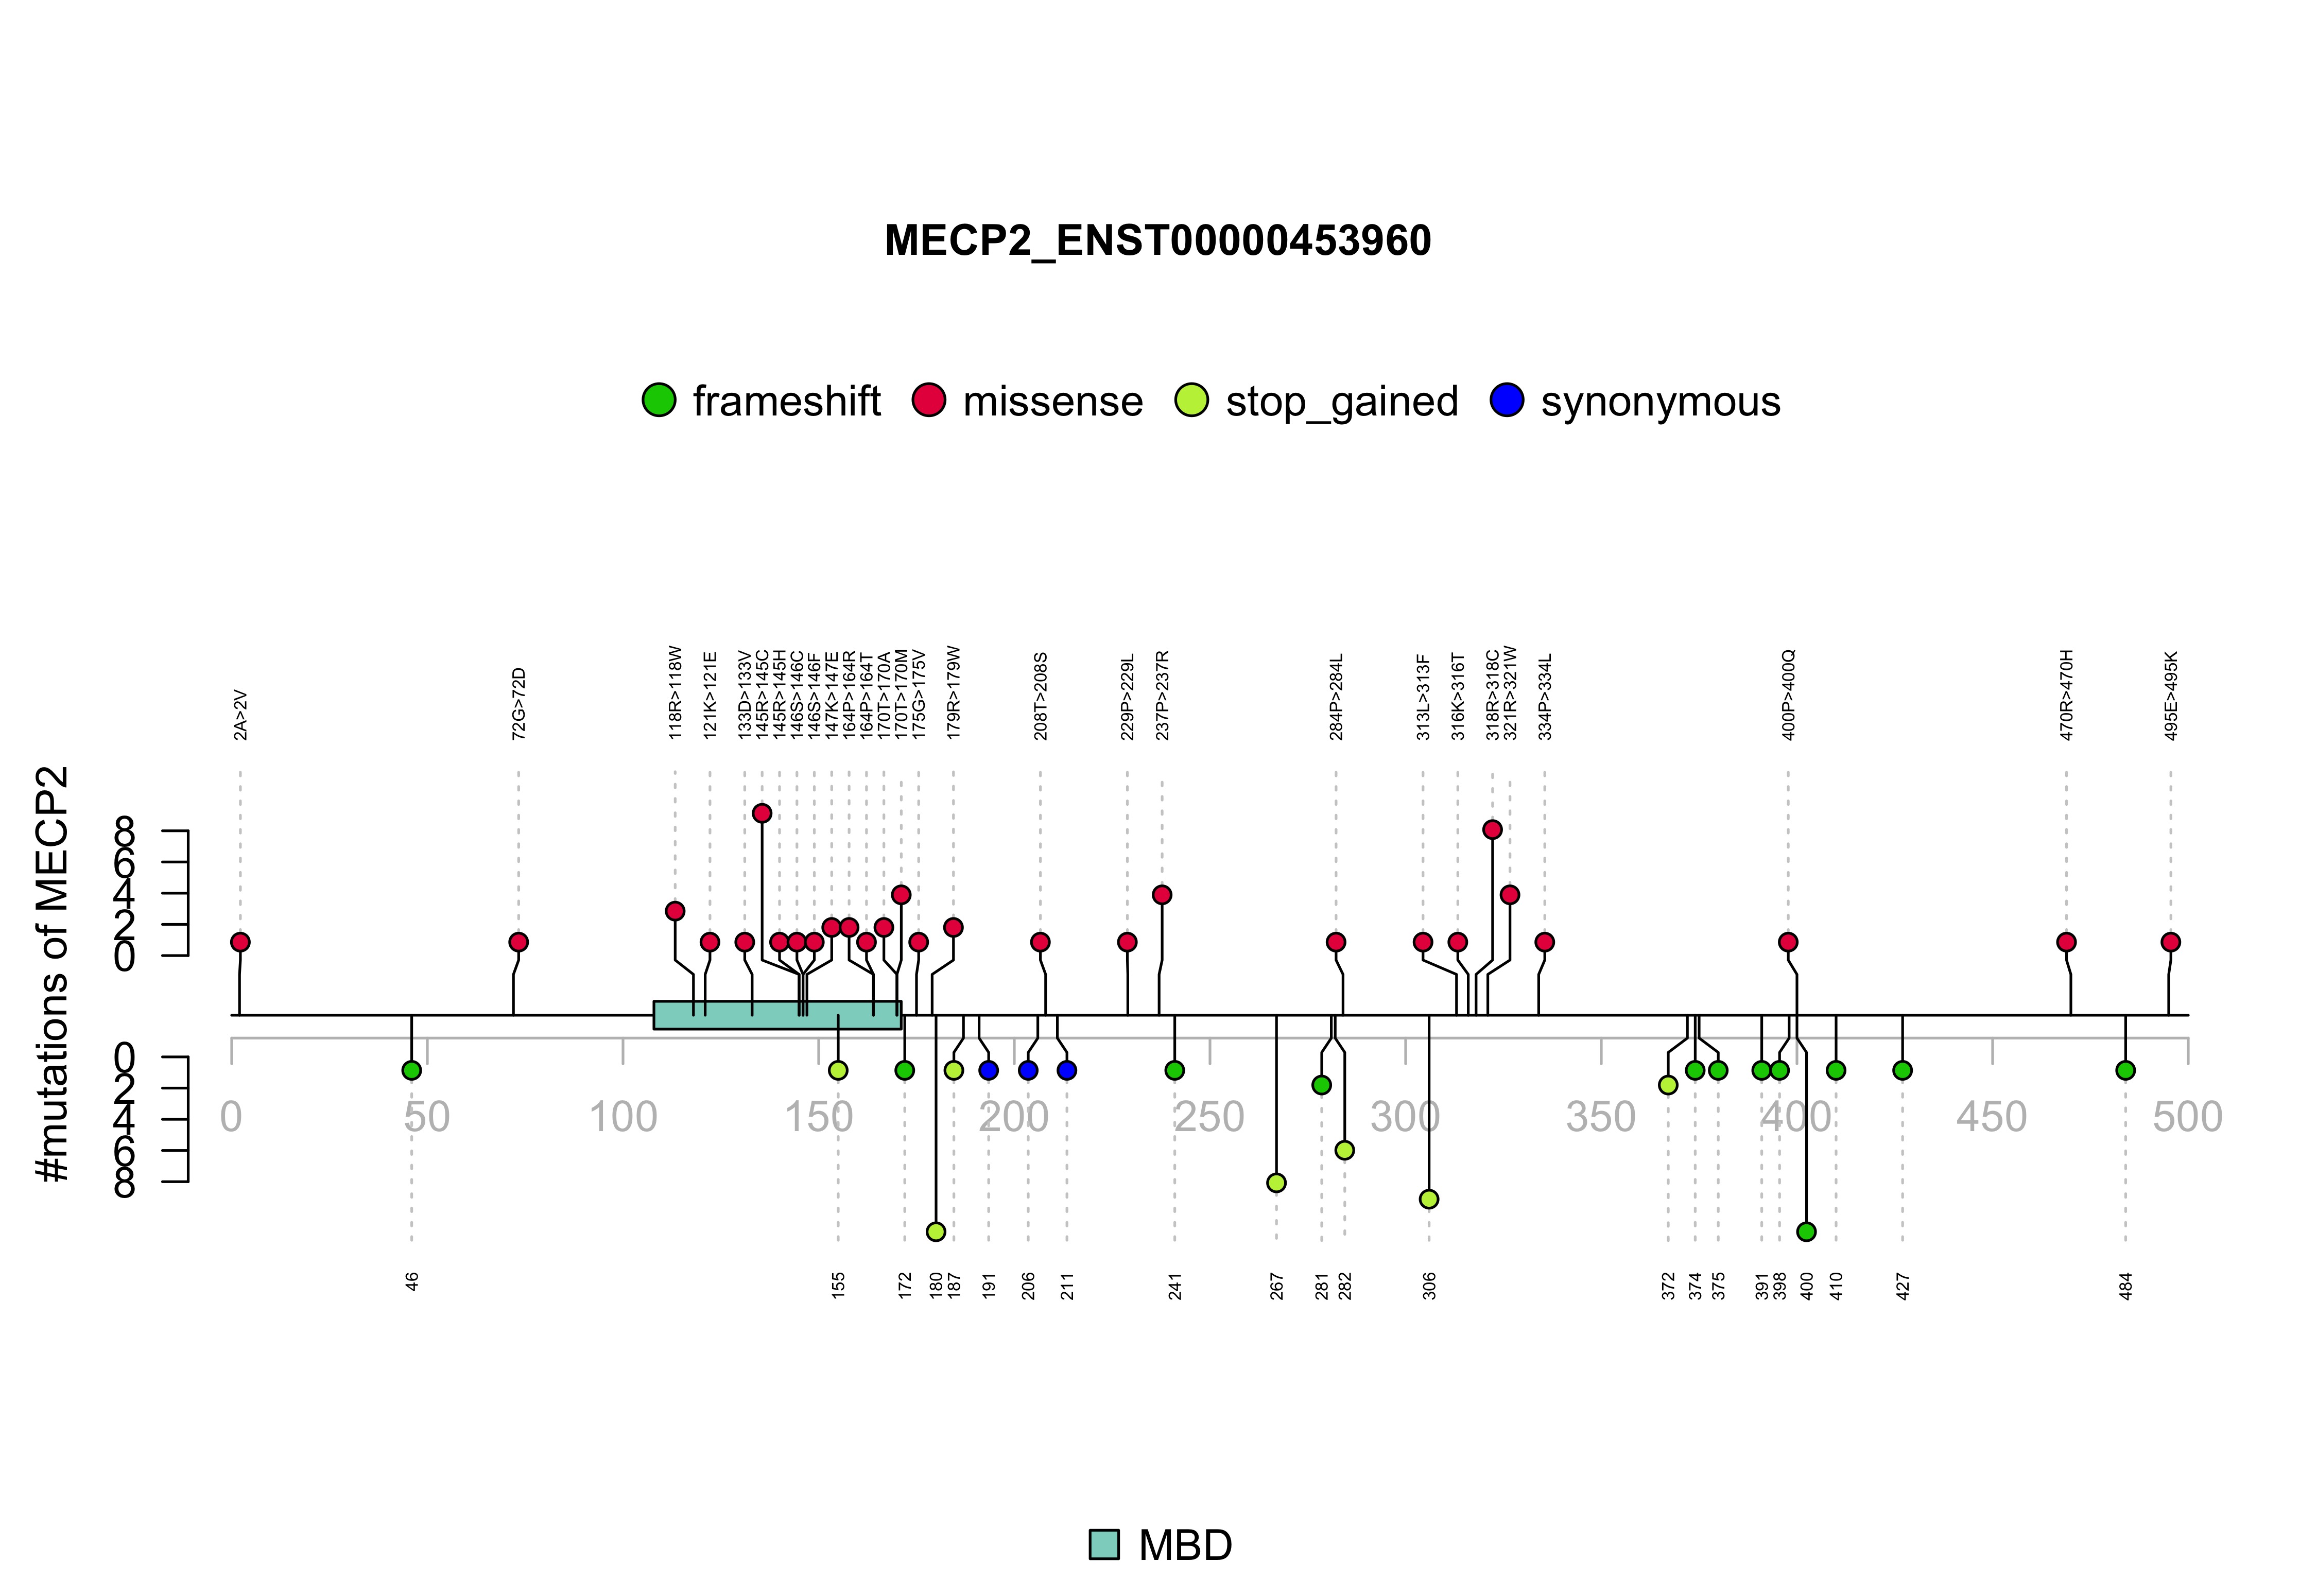 MECP2_ENST00000453960
frameshift missense stop_gained synonymous
2A>2V
72G>72D
118R>118W
121K>121E
133D>133V
145R>145C
145R>145H
146S>146C
146S>146F
147K>147E
164P>164R
164P>164T
170T>170A
170T>170M
175G>175V
179R>179W
208T>208S
229P>229L
237P>237R
284P>284L
313L>313F
316K>316T
318R>318C
321R>321W
334P>334L
400P>400Q
470R>470H
495E>495K
#mutations of MECP2
8
6
4
2
0
0
2
4
6
8
0 50 100 150 200 250 300 350 400 450 500
46 155 172 180 187 191 206 211 241 267 281 282 306 372 374 375 391 398 400 410 427 484
MBD